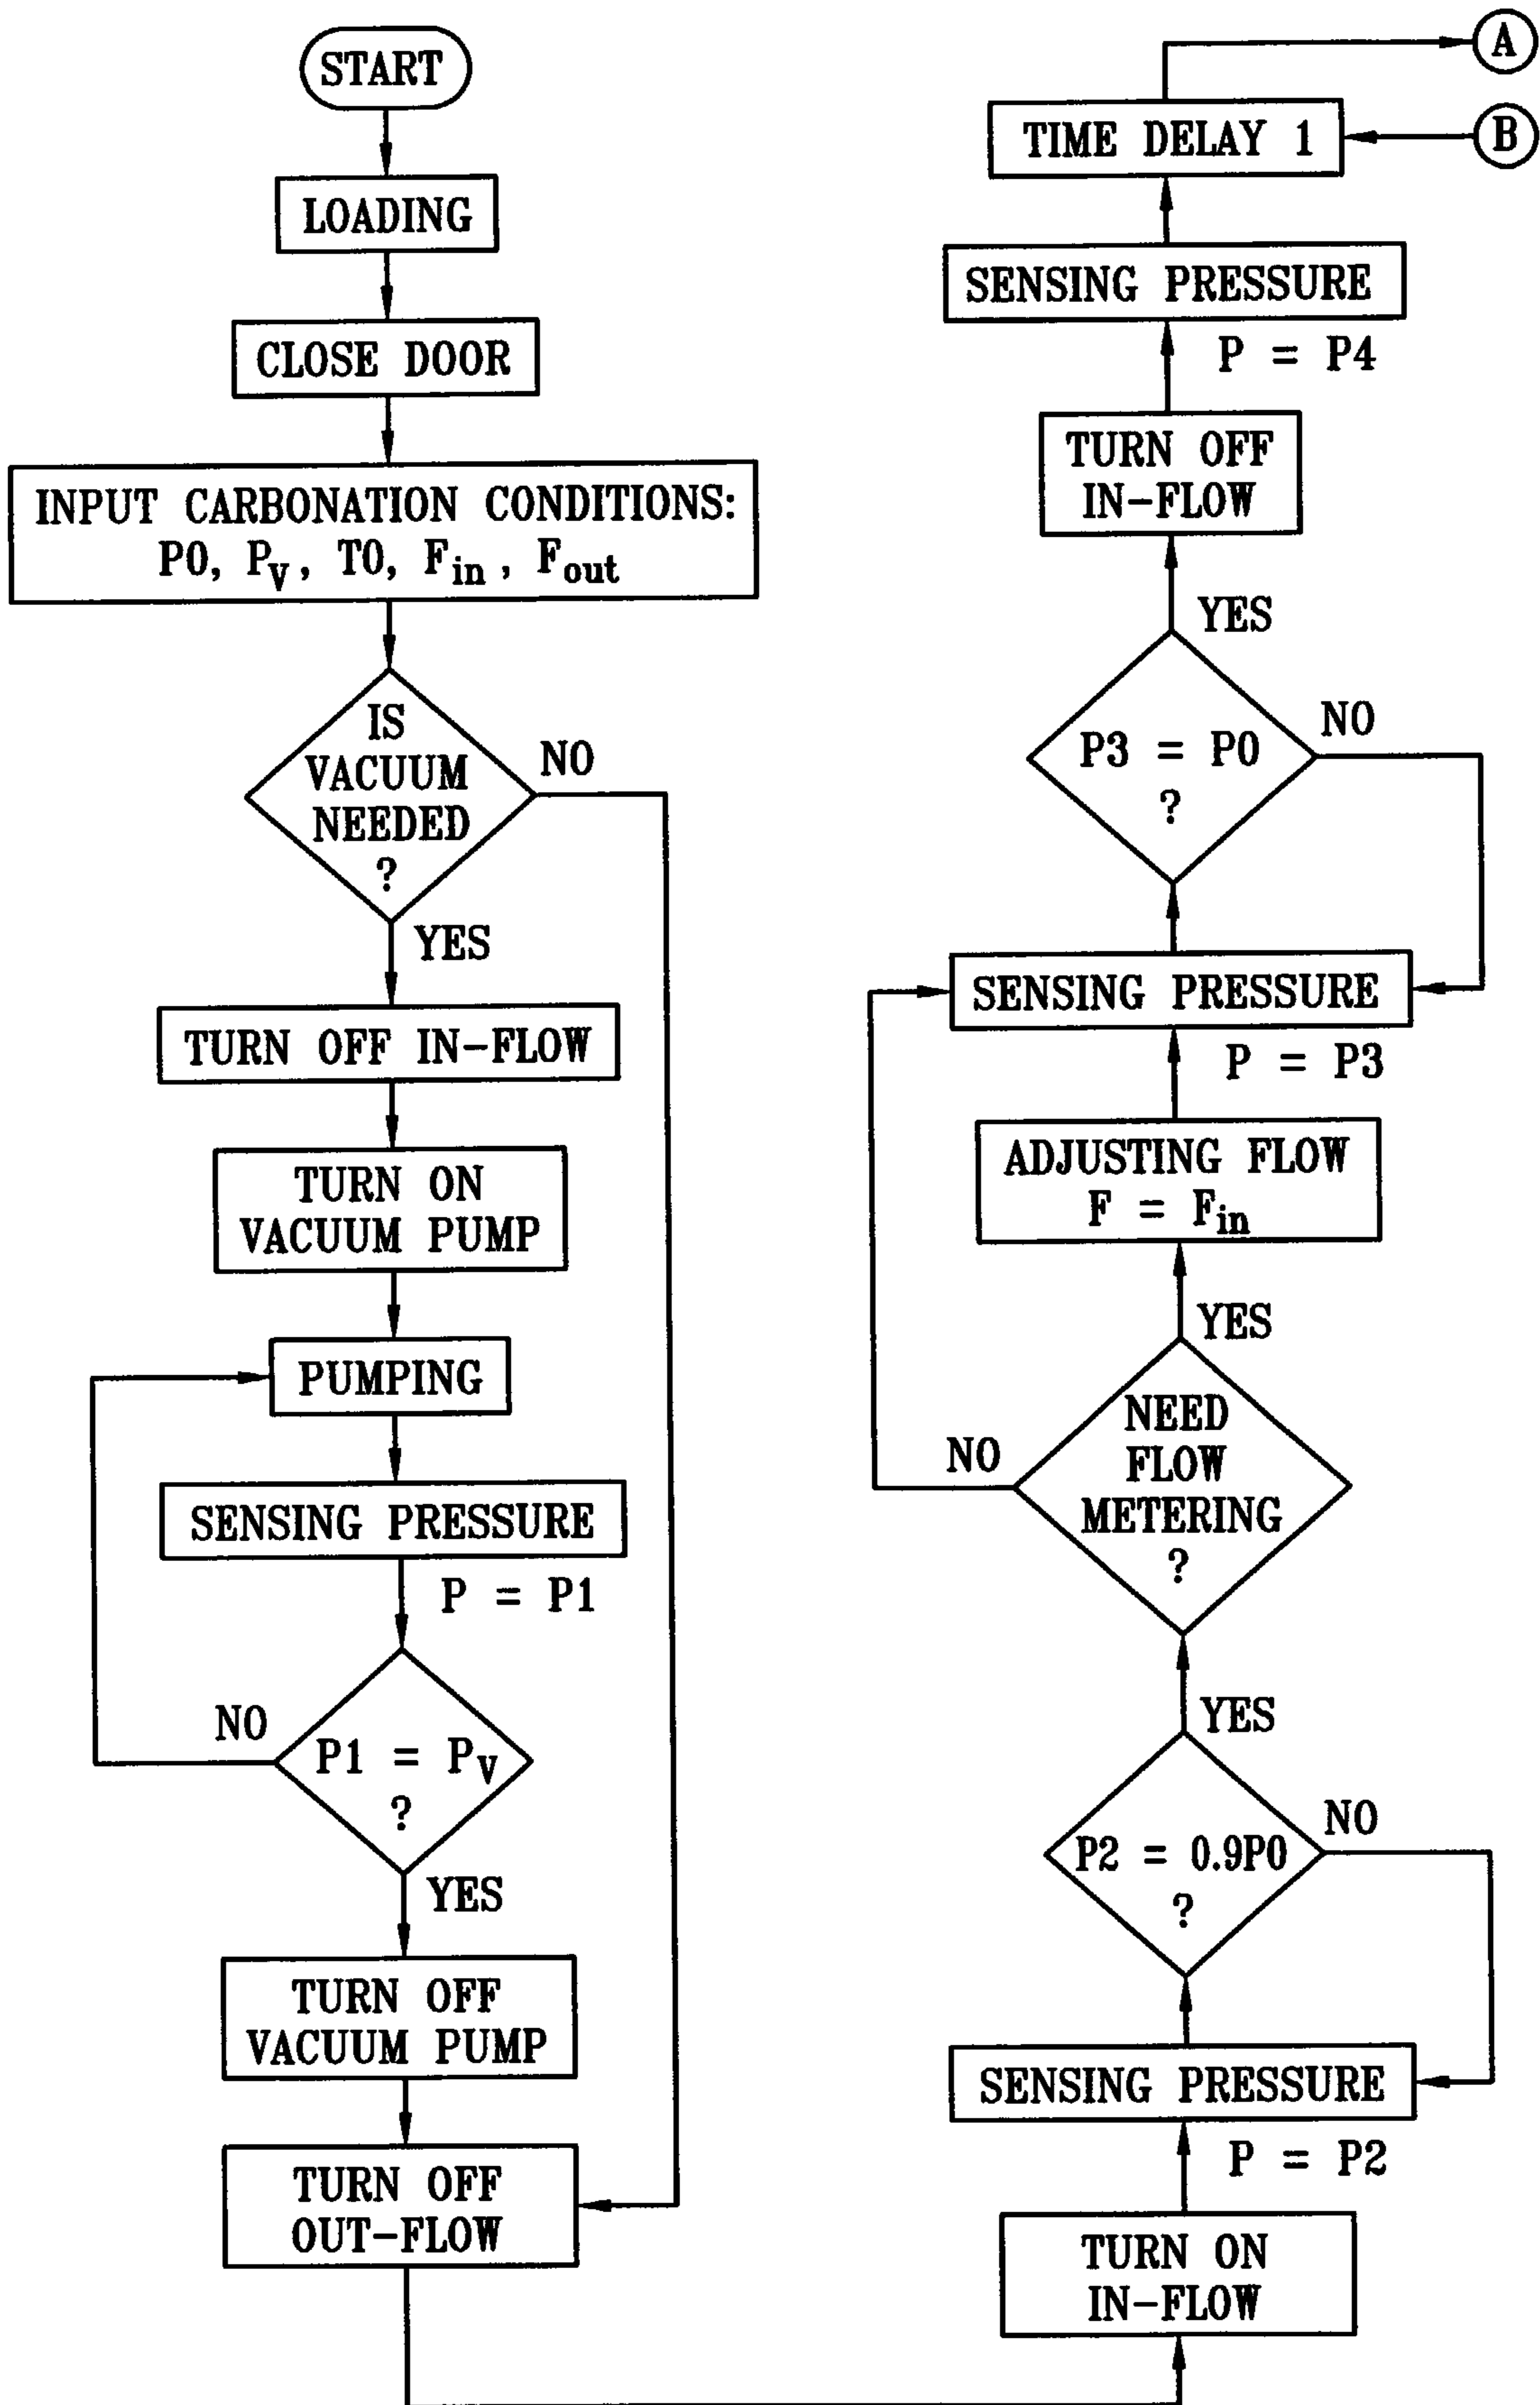 START
LOADING
CLOSE DOOR
INPUT CARBONATION CONDITIONS:
P0, Pv, T0, Fin, Fout
IS
VACUUM
NEEDED
?
NO
YES
TURN OFF IN-FLOW
TURN ON
VACUUM PUMP
PUMPING
SENSING PRESSURE
P = P1
P1 = Pv
?
NO
YES
TURN OFF
VACUUM PUMP
TURN OFF
OUT-FLOW
TURN ON
IN-FLOW
P = P2
SENSING PRESSURE
P2 = 0.9P0
?
NO
YES
NEED
FLOW
METERING
?
NO
YES
ADJUSTING FLOW
F = Fin
P = P3
SENSING PRESSURE
P3 = P0
?
NO
YES
TURN OFF
IN-FLOW
P = P4
SENSING PRESSURE
TIME DELAY 1
A
B